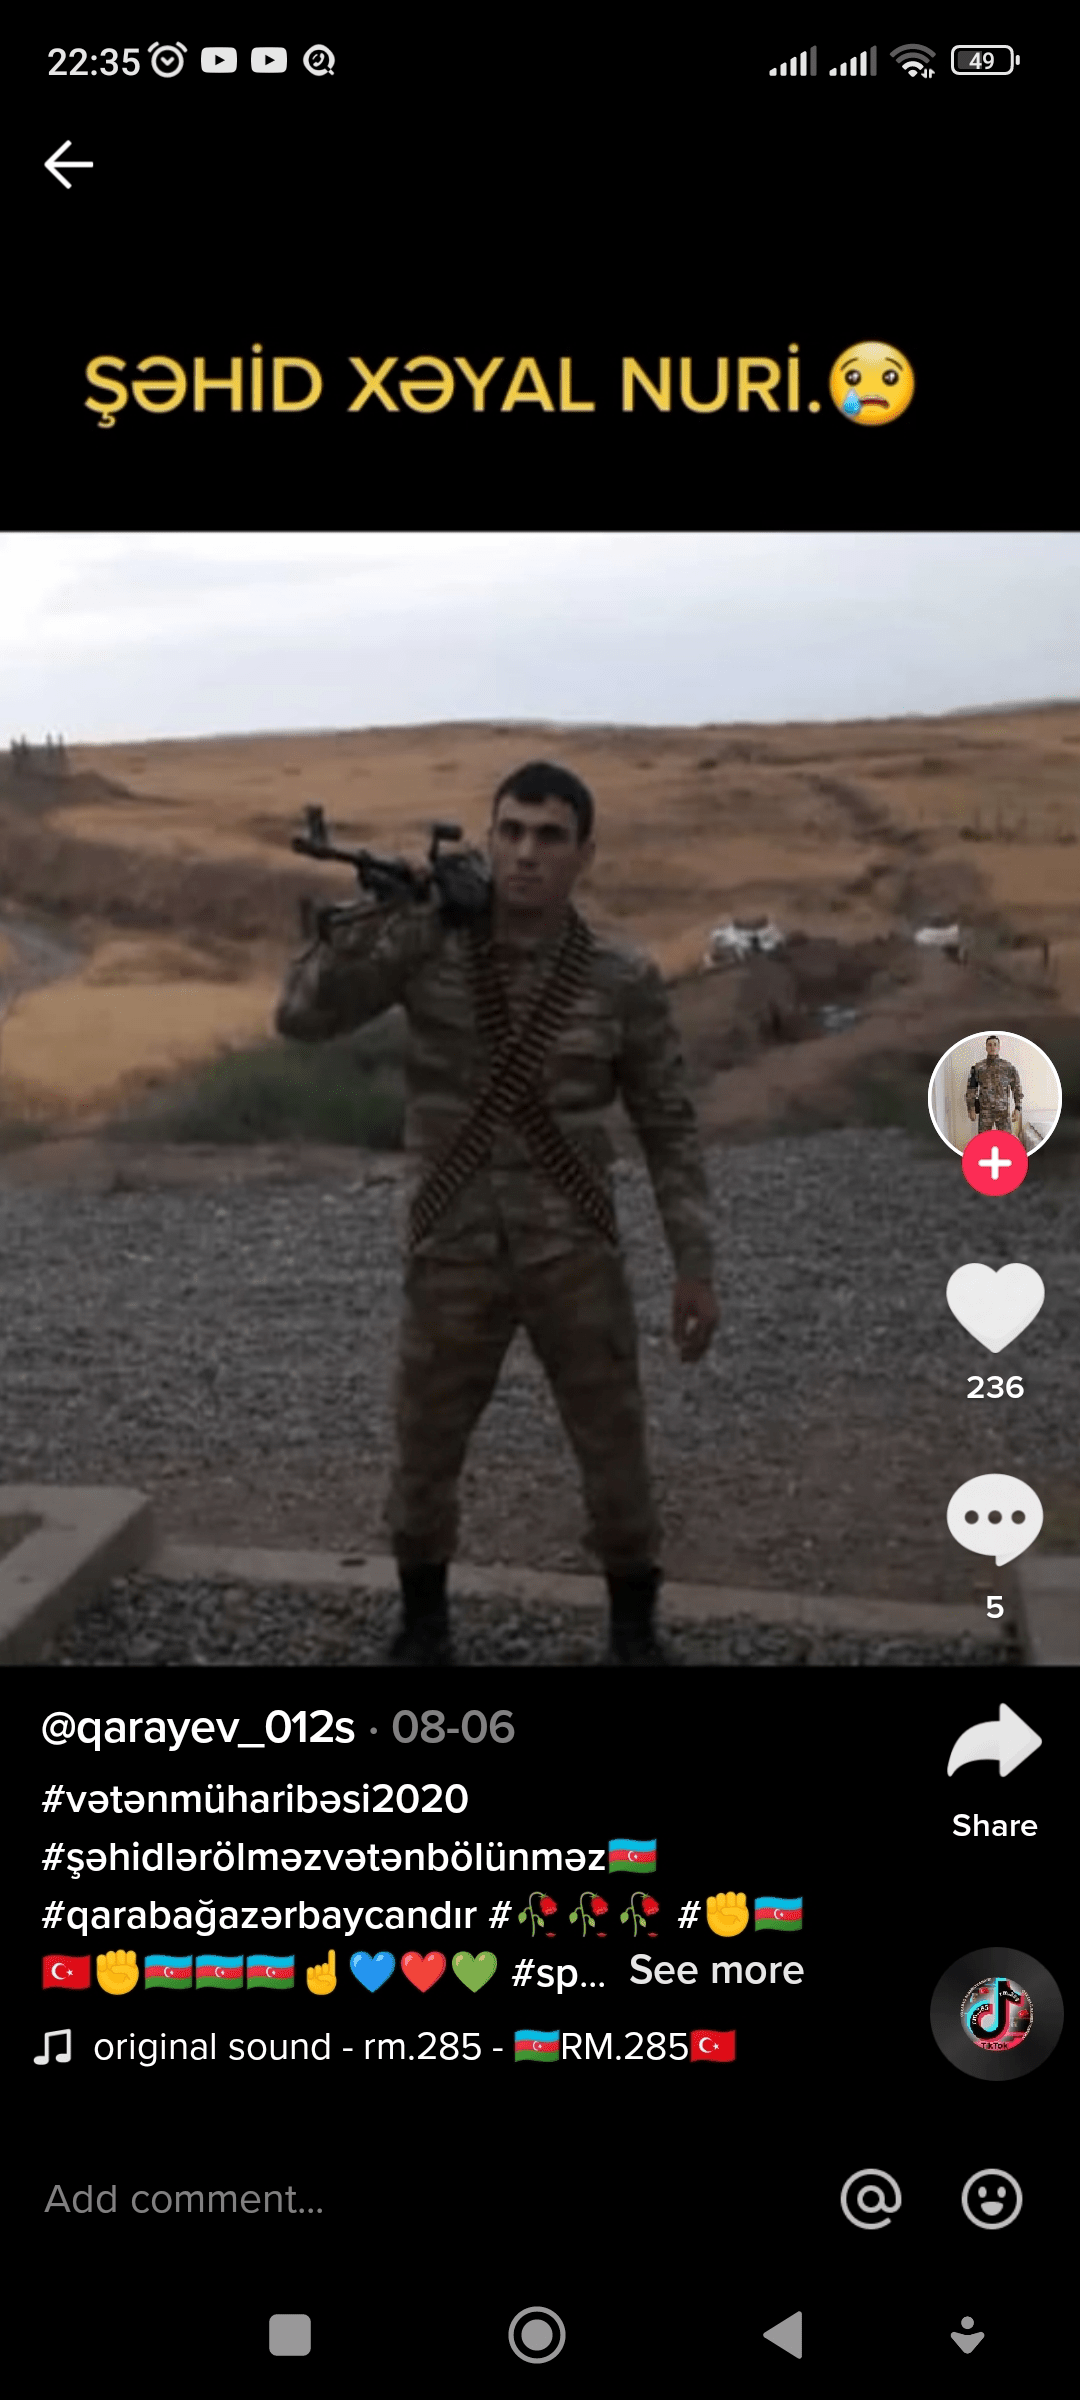 22:35
49
ŞƏHİD XƏYAL NURİ.😢
236
5
@qarayev_012s · 08-06
#vətənmüharibəsi2020
#şəhidlərölməzvətənbölünməz🇦🇿
#qarabağazərbaycandır #🥀🥀🥀 #✊🇦🇿
🇹🇷✊🇦🇿🇦🇿🇦🇿☝️💙❤️💚 #sp... See more
Share
original sound - rm.285 - 🇦🇿RM.285🇹🇷
Add comment...